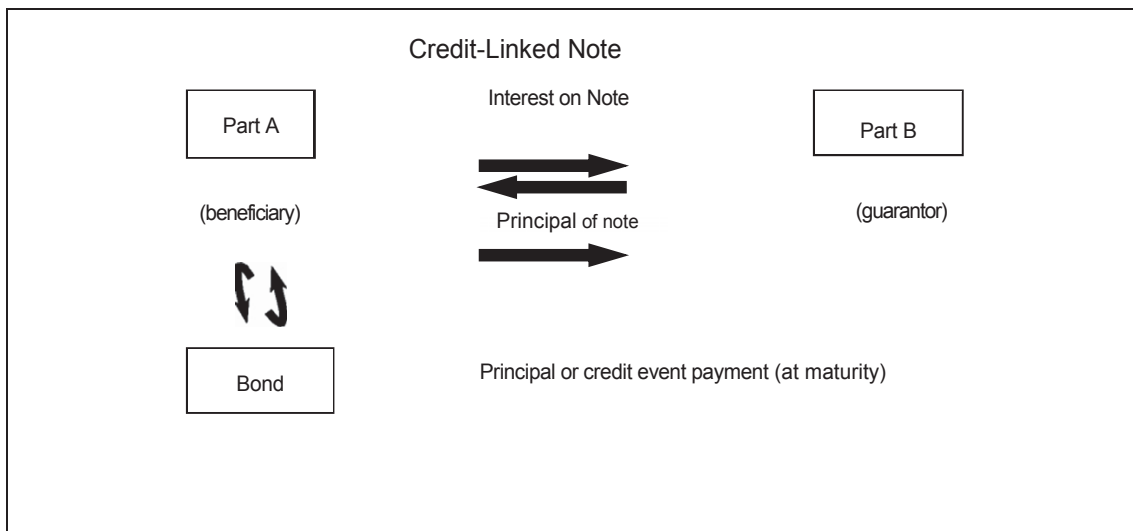 Credit-Linked Note
Interest on Note
Part A
Part B
(beneficiary)
(guarantor)
Principal of note
Bond
Principal or credit event payment (at maturity)